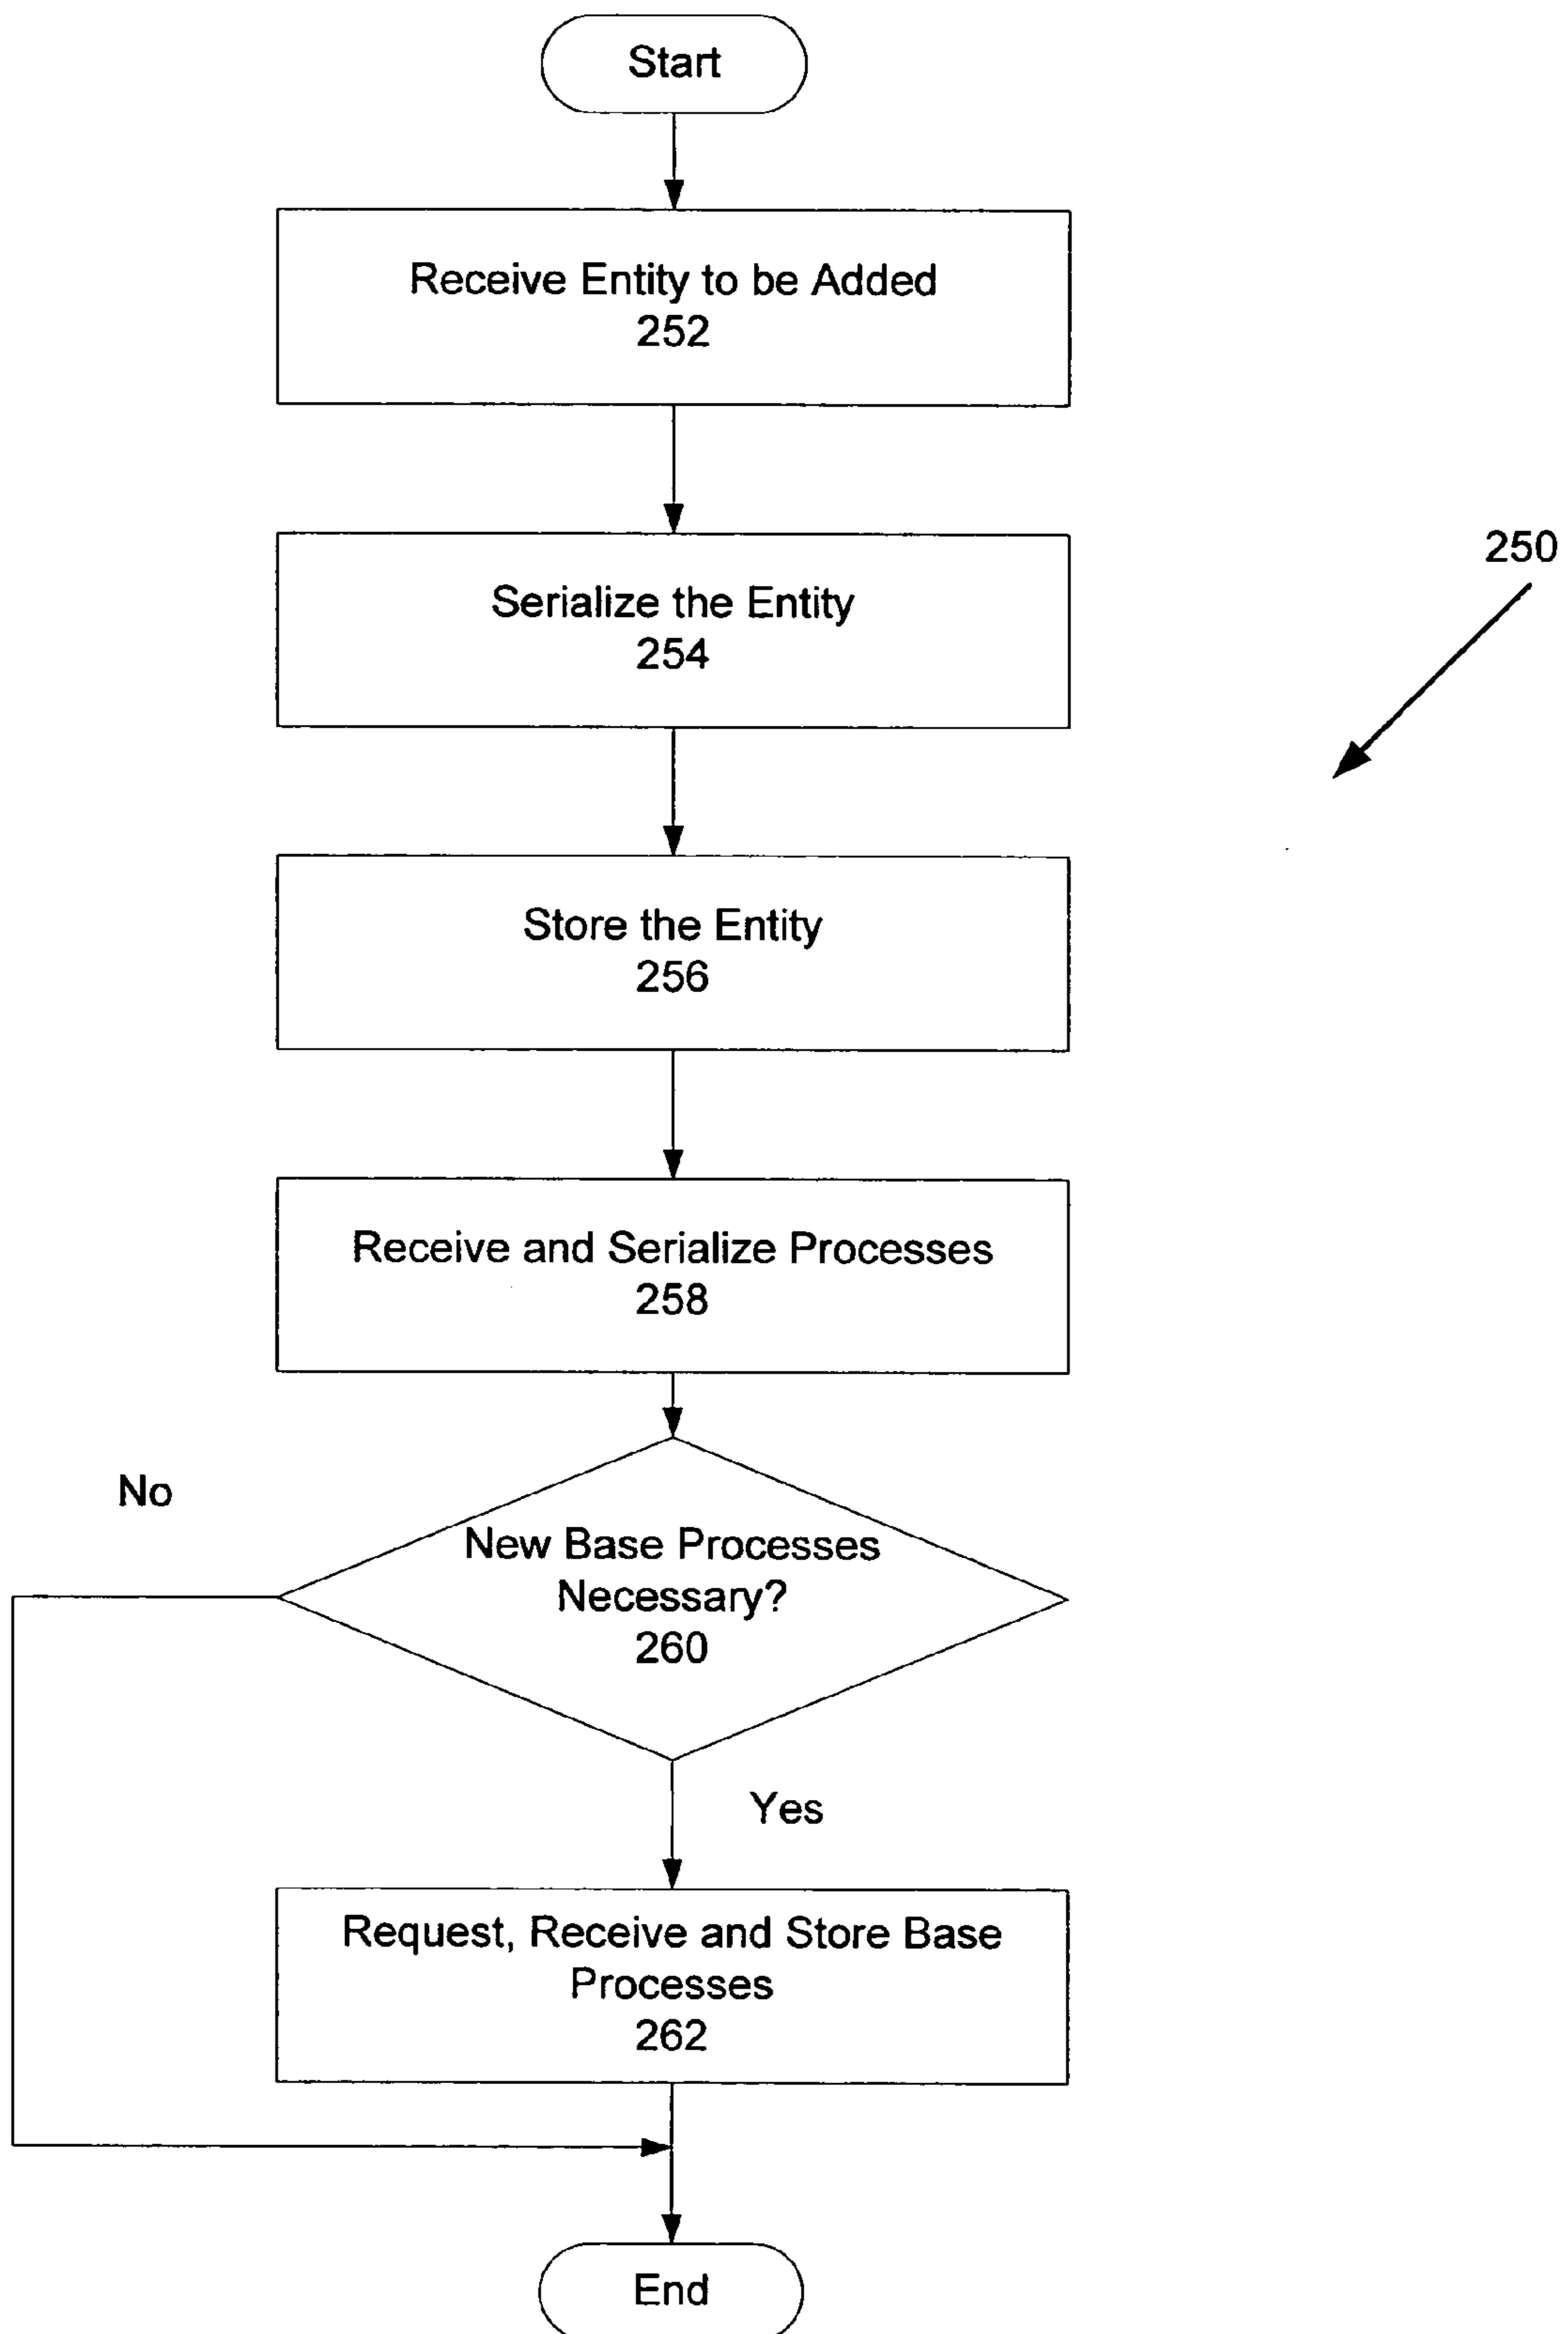 Start
Receive Entity to be Added
252
Serialize the Entity
254
250
Store the Entity
256
Receive and Serialize Processes
258
No
New Base Processes
Necessary?
260
Yes
Request, Receive and Store Base
Processes
262
End